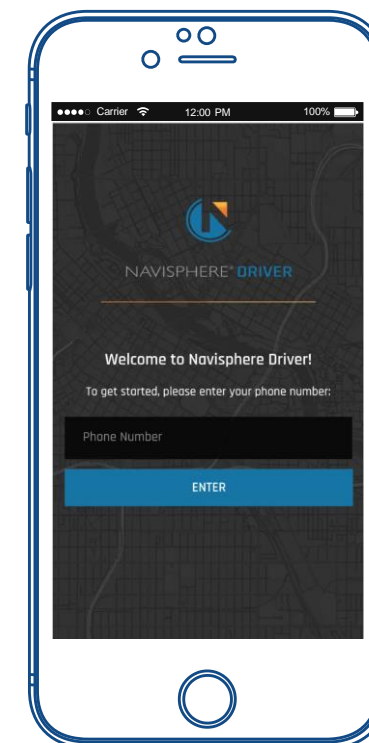 Carrier 12:00 PM 100%
NAVISPHERE® DRIVER
Welcome to Navisphere Driver!
To get started, please enter your phone number:
Phone Number
ENTER